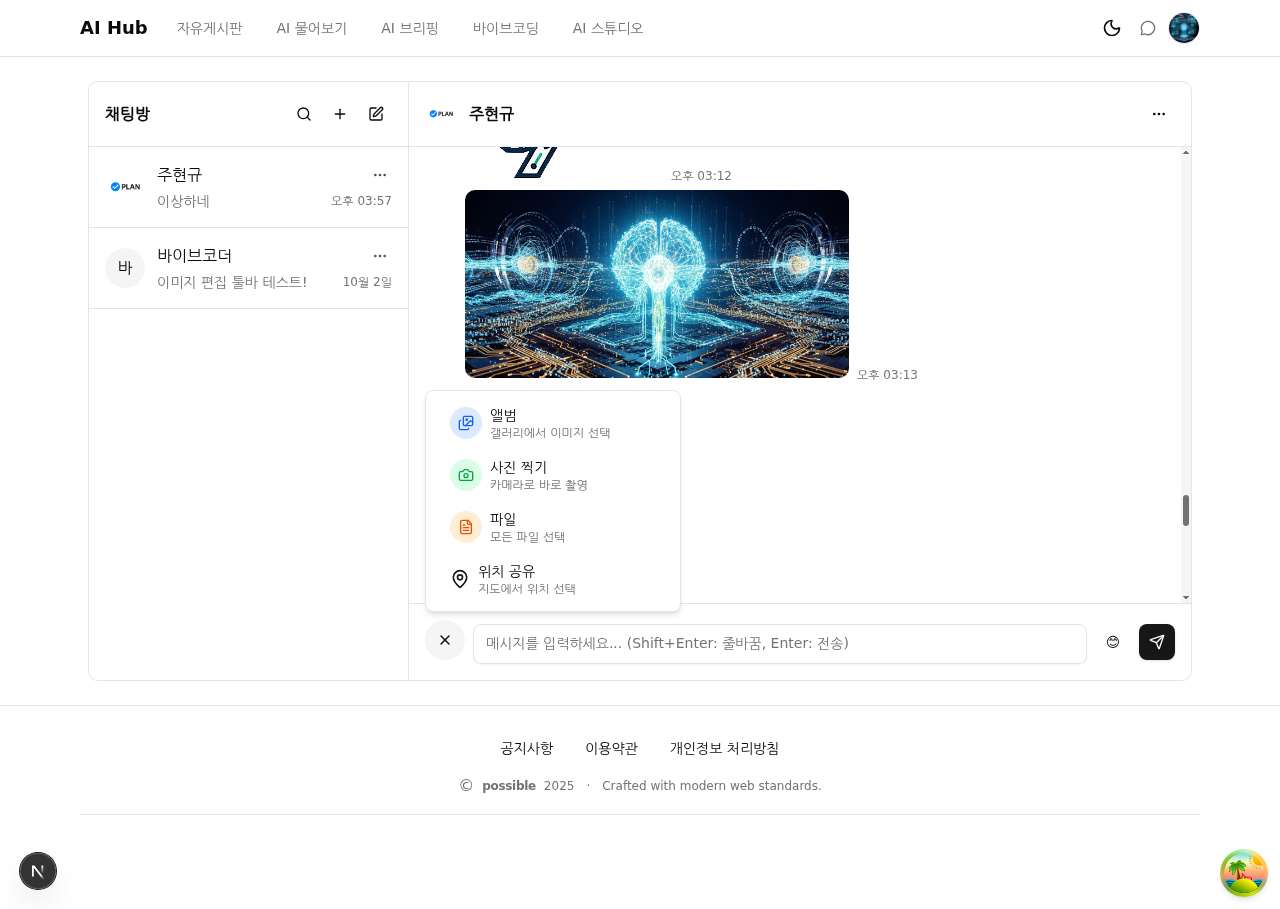 AI Hub
자유게시판
AI 물어보기
AI 브리핑
바이브코딩
AI 스튜디오
채팅방
PLAN
주현규
이상하네
오후 03:57
바
바이브코더
이미지 편집 툴바 테스트!
10월 2일
PLAN
주현규
오후 03:12
오후 03:13
앨범
갤러리에서 이미지 선택
사진 찍기
카메라로 바로 촬영
파일
모든 파일 선택
위치 공유
지도에서 위치 선택
메시지를 입력하세요... (Shift+Enter: 줄바꿈, Enter: 전송)
공지사항
이용약관
개인정보 처리방침
© possible 2025 · Crafted with modern web standards.
N